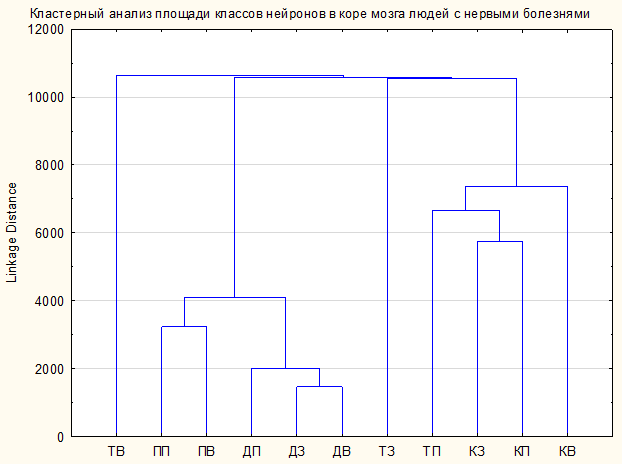 Кластерный анализ площади классов нейронов в коре мозга людей с нервыми болезнями
12000
10000
8000
6000
4000
2000
0
Linkage Distance
ТВ ПП ПВ ДП ДЗ ДВ ТЗ ТП КЗ КП КВ